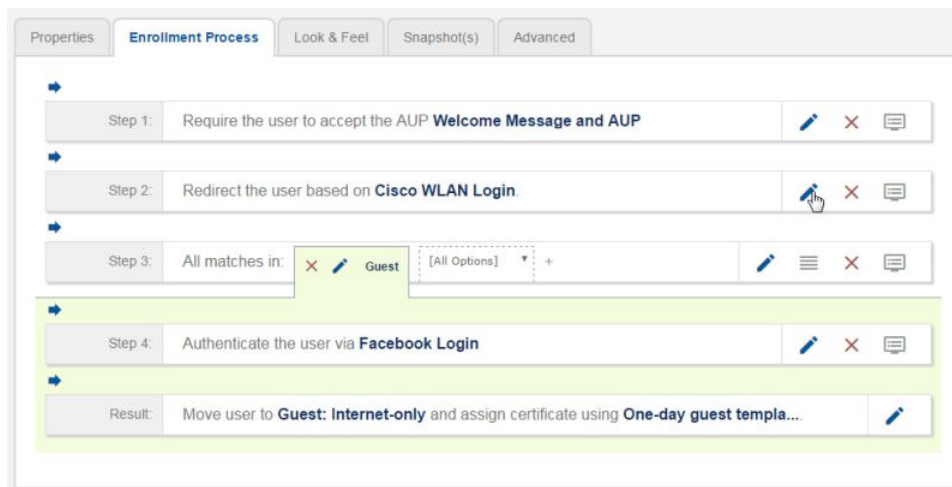 Properties
Enrollment Process
Look & Feel
Snapshot(s)
Advanced
Step 1: Require the user to accept the AUP Welcome Message and AUP
Step 2: Redirect the user based on Cisco WLAN Login.
Step 3: All matches in: Guest [All Options] +
Step 4: Authenticate the user via Facebook Login
Result: Move user to Guest: Internet-only and assign certificate using One-day guest templa....